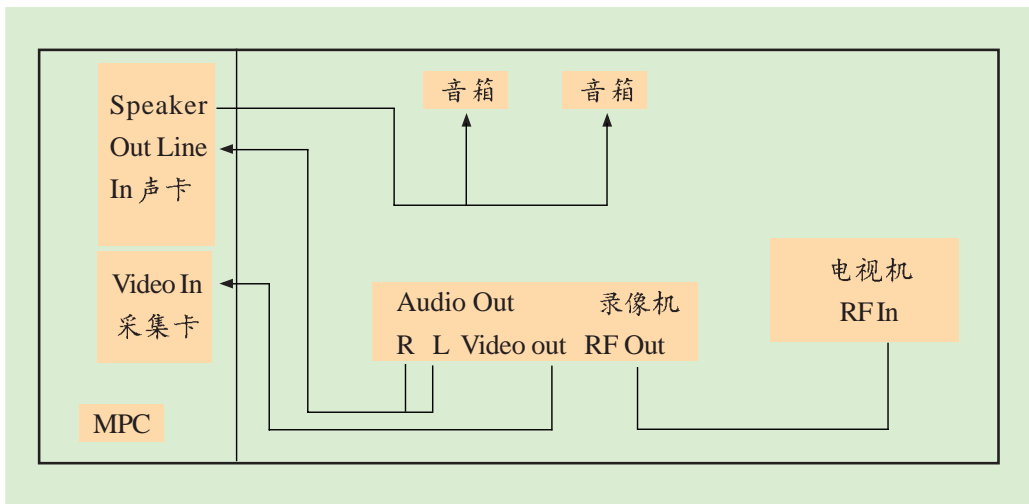 Speaker
Out Line
In 声卡
音箱
音箱
Video In
采集卡
Audio Out 录像机
R L Video out RF Out
电视机
RF In
MPC